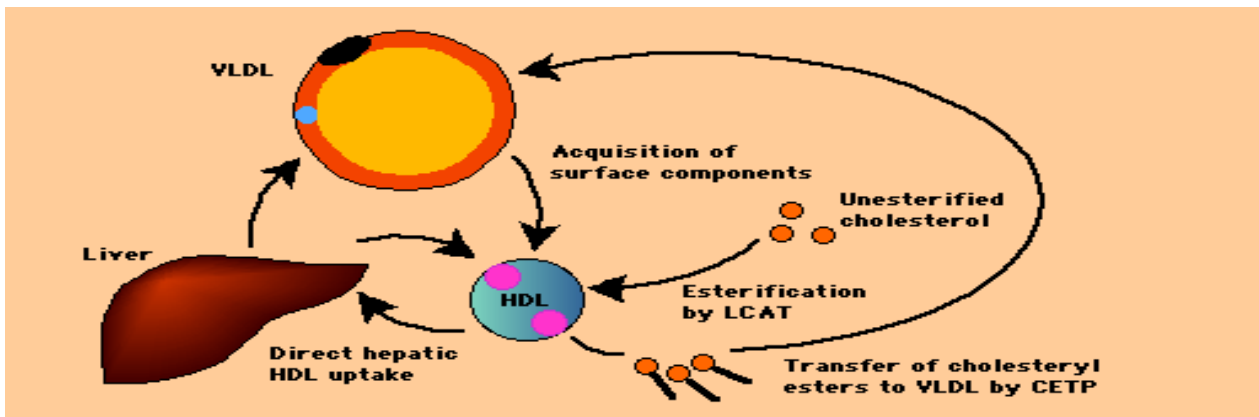 VLDL
Acquisition of
surface components
Unesterified
cholesterol
Liver
HDL
Esterification
by LCAT
Direct hepatic
HDL uptake
Transfer of cholesteryl
esters to VLDL by CETP